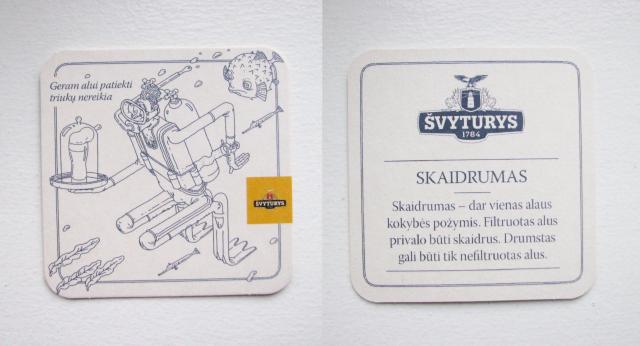 Geram alui patiekti
triukų nereikia
ŠVYTURYS
ŠVYTURYS
1784
SKAIDRUMAS
Skaidrumas – dar vienas alaus
kokybės požymis. Filtruotas alus
privalo būti skaidrus. Drumstas
gali būti tik nefiltruotas alus.